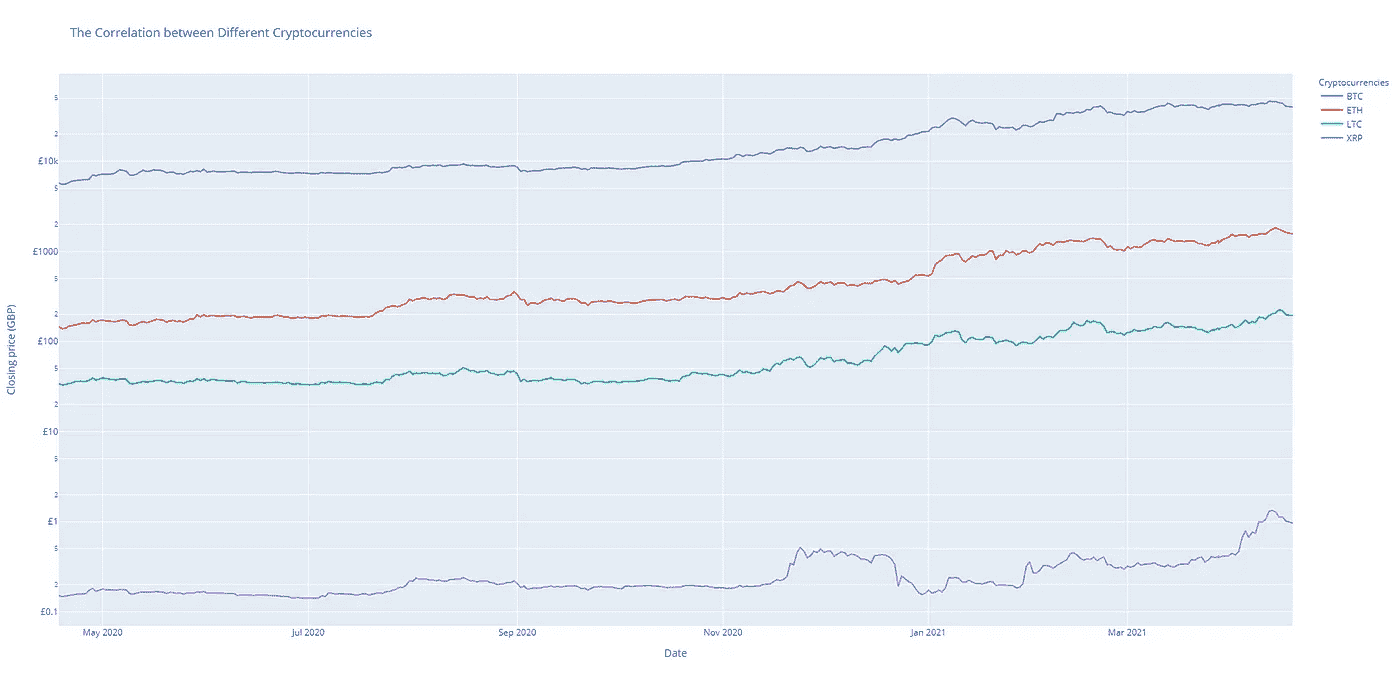 The Correlation between Different Cryptocurrencies
Cryptocurrencies
BTC
ETH
LTC
XRP
5
2
£10k
5
2
£1000
5
2
£100
5
2
£10
5
2
£1
5
2
£0.1
Closing price (GBP)
May 2020 Jul 2020 Sep 2020 Nov 2020 Jan 2021 Mar 2021
Date